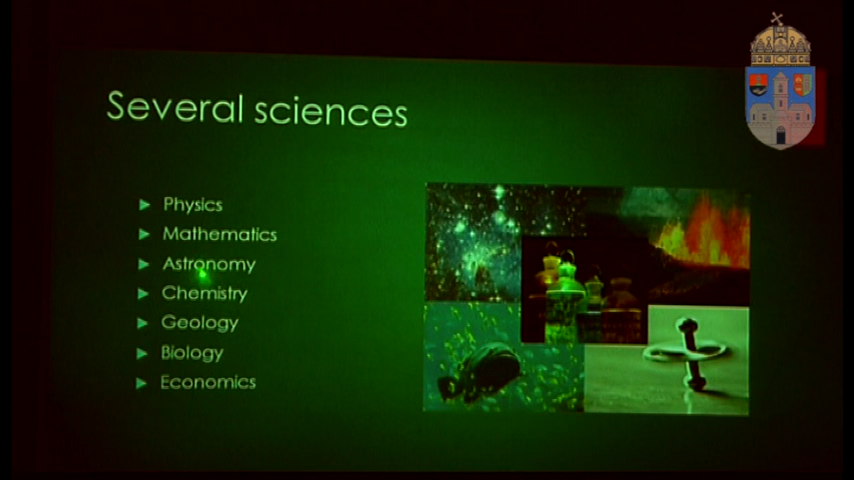 Several sciences
Physics
Mathematics
Astronomy
Chemistry
Geology
Biology
Economics